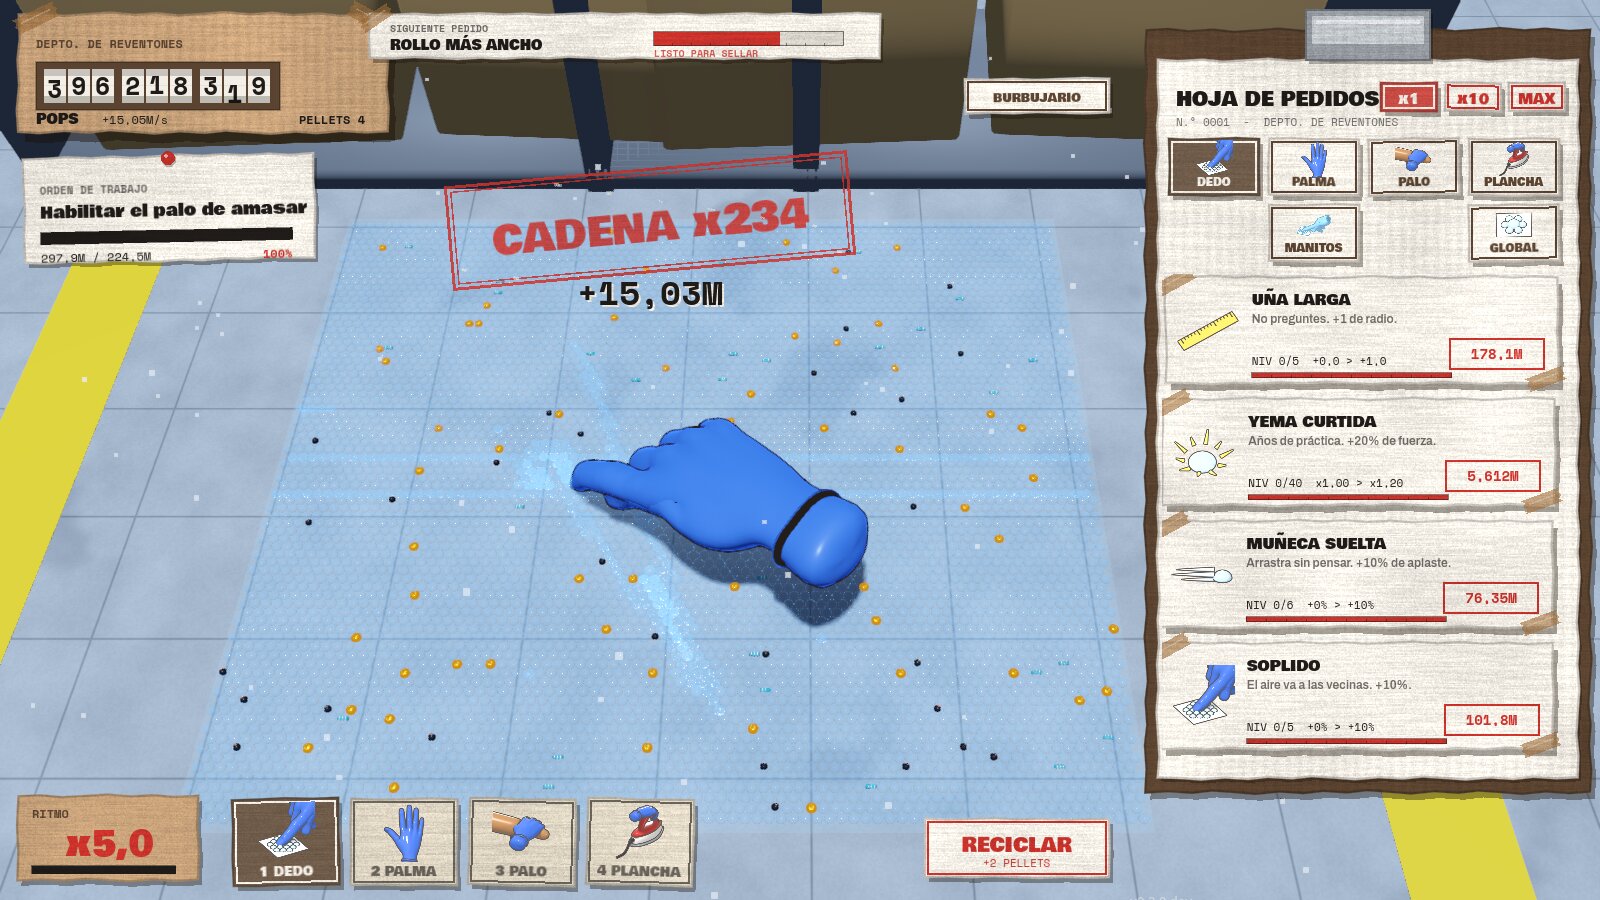 DEPTO. DE REVENTONES
396 218 319
POPS +15,05M/s PELLETS 4
SIGUIENTE PEDIDO
ROLLO MÁS ANCHO
LISTO PARA SELLAR
BURBUJARIO
ORDEN DE TRABAJO
Habilitar el palo de amasar
297,9M / 224,5M 100%
CADENA x234
+15,03M
HOJA DE PEDIDOS x1 x10 MAX
N.° 0001 - DEPTO. DE REVENTONES
DEDO PALMA PALO PLANCHA
MANITOS GLOBAL
UÑA LARGA
No preguntes. +1 de radio.
NIV 0/5 +0,0 > +1,0
178,1M
YEMA CURTIDA
Años de práctica. +20% de fuerza.
NIV 0/40 x1,00 > x1,20
5,612M
MUÑECA SUELTA
Arrastra sin pensar. +10% de aplaste.
NIV 0/6 +0% > +10%
76,35M
SOPLIDO
El aire va a las vecinas. +10%.
NIV 0/5 +0% > +10%
101,8M
RITMO
x5,0
1 DEDO 2 PALMA 3 PALO 4 PLANCHA
RECICLAR
+2 PELLETS